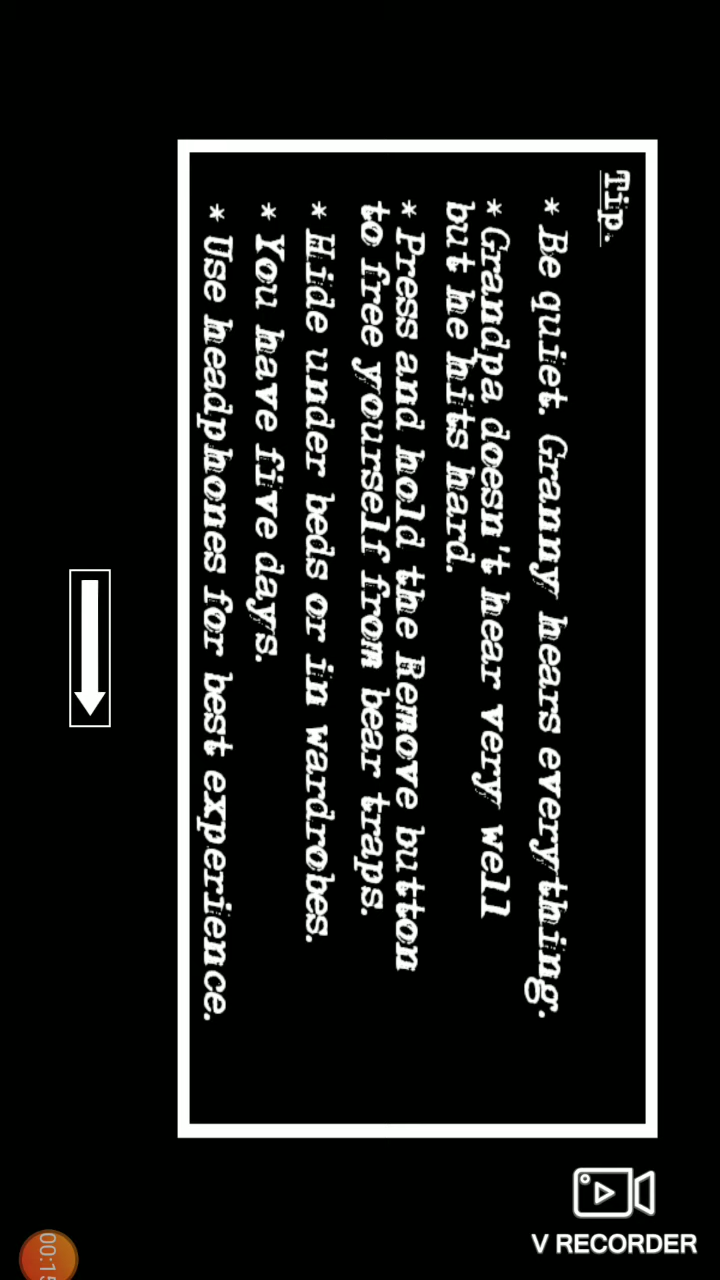 Tip.
* Be quiet. Granny hears everything.
* Grandpa doesn't hear very well
but he hits hard.
* Press and hold the Remove button
to free yourself from bear traps.
* Hide under beds or in wardrobes.
* You have five days.
* Use headphones for best experience.
V RECORDER
00:15